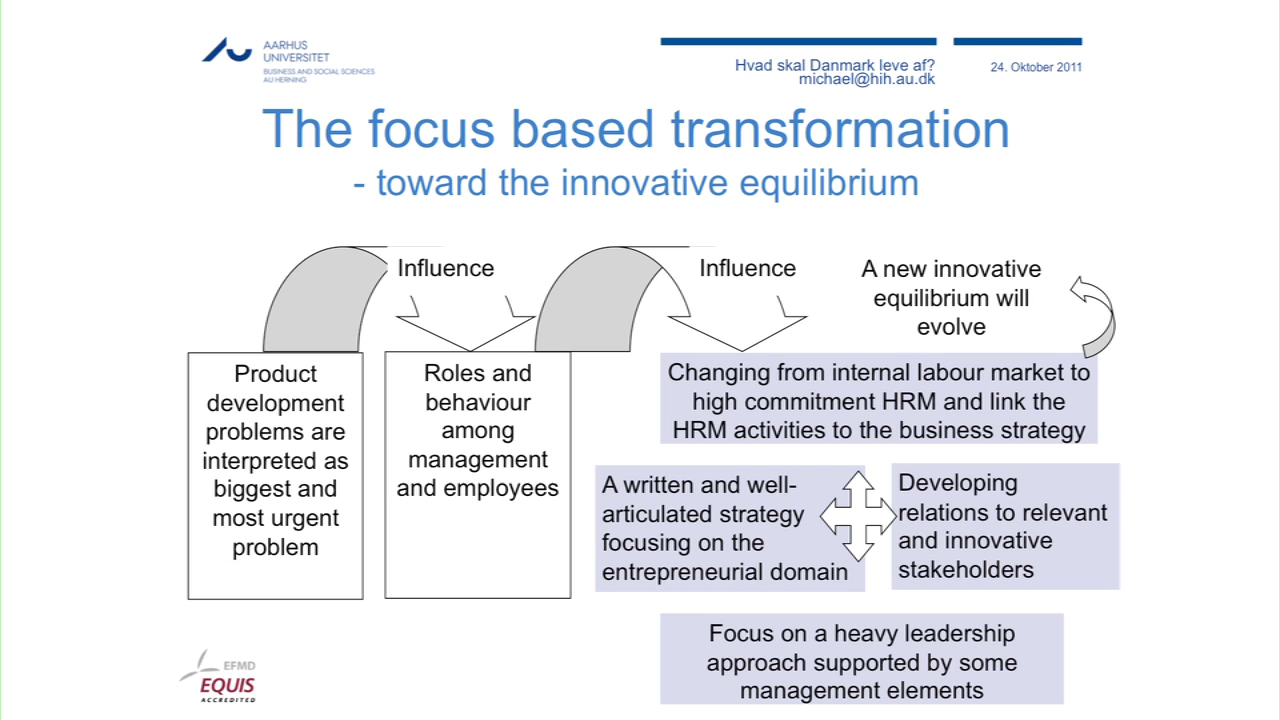 AARHUS
UNIVERSITET
BUSINESS AND SOCIAL SCIENCES
AU HERNING
Hvad skal Danmark leve af?
michael@hih.au.dk
24. Oktober 2011
The focus based transformation
- toward the innovative equilibrium
Influence
Influence
A new innovative
equilibrium will
evolve
Product
development
problems are
interpreted as
biggest and
most urgent
problem
Roles and
behaviour
among
management
and employees
Changing from internal labour market to
high commitment HRM and link the
HRM activities to the business strategy
A written and well-
articulated strategy
focusing on the
entrepreneurial domain
Developing
relations to relevant
and innovative
stakeholders
Focus on a heavy leadership
approach supported by some
management elements
EFMD
EQUIS
ACCREDITED